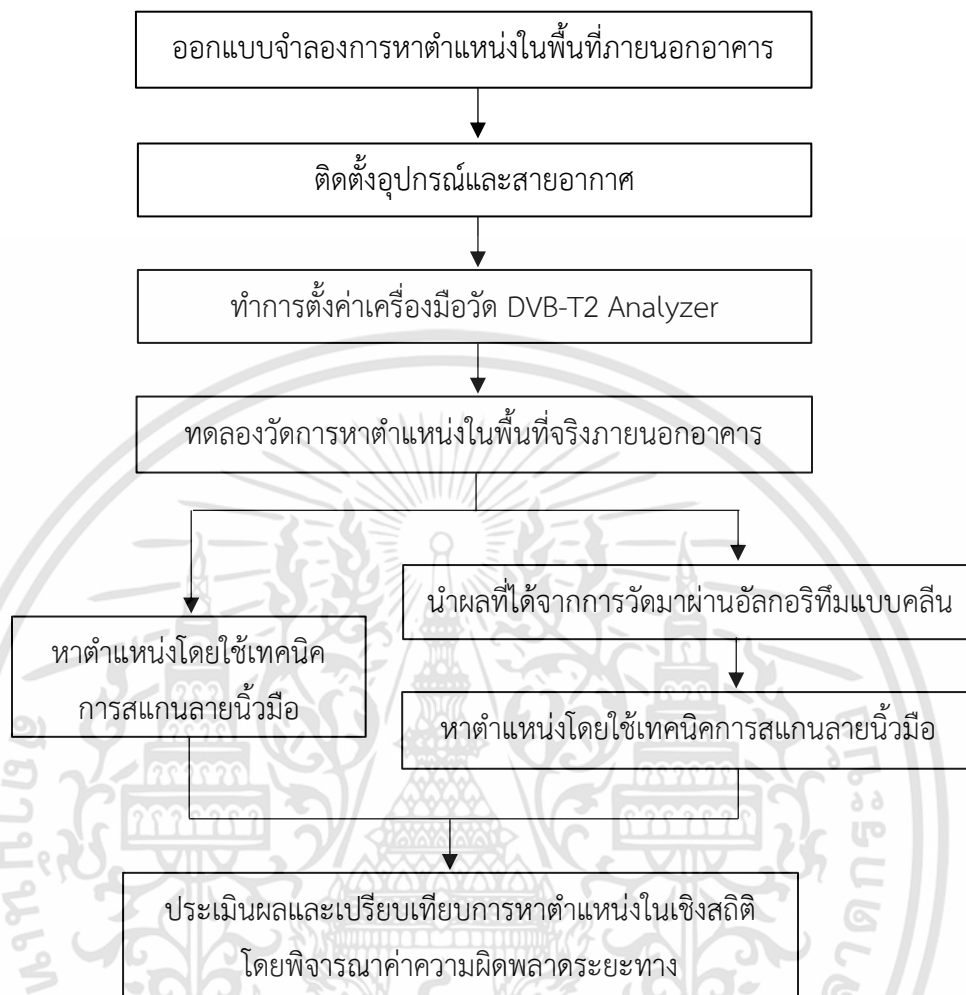 ออกแบบจำลองการหาตำแหน่งในพื้นที่ภายนอกอาคาร
ติดตั้งอุปกรณ์และสายอากาศ
ทำการตั้งค่าเครื่องมือวัด DVB-T2 Analyzer
ทดลองวัดการหาตำแหน่งในพื้นที่จริงภายนอกอาคาร
หาตำแหน่งโดยใช้เทคนิค
การสแกนลายนิ้วมือ
นำผลที่ได้จากการวัดมาผ่านอัลกอริทึมแบบคลีน
หาตำแหน่งโดยใช้เทคนิคการสแกนลายนิ้วมือ
ประเมินผลและเปรียบเทียบการหาตำแหน่งในเชิงสถิติ
โดยพิจารณาค่าความผิดพลาดระยะทาง